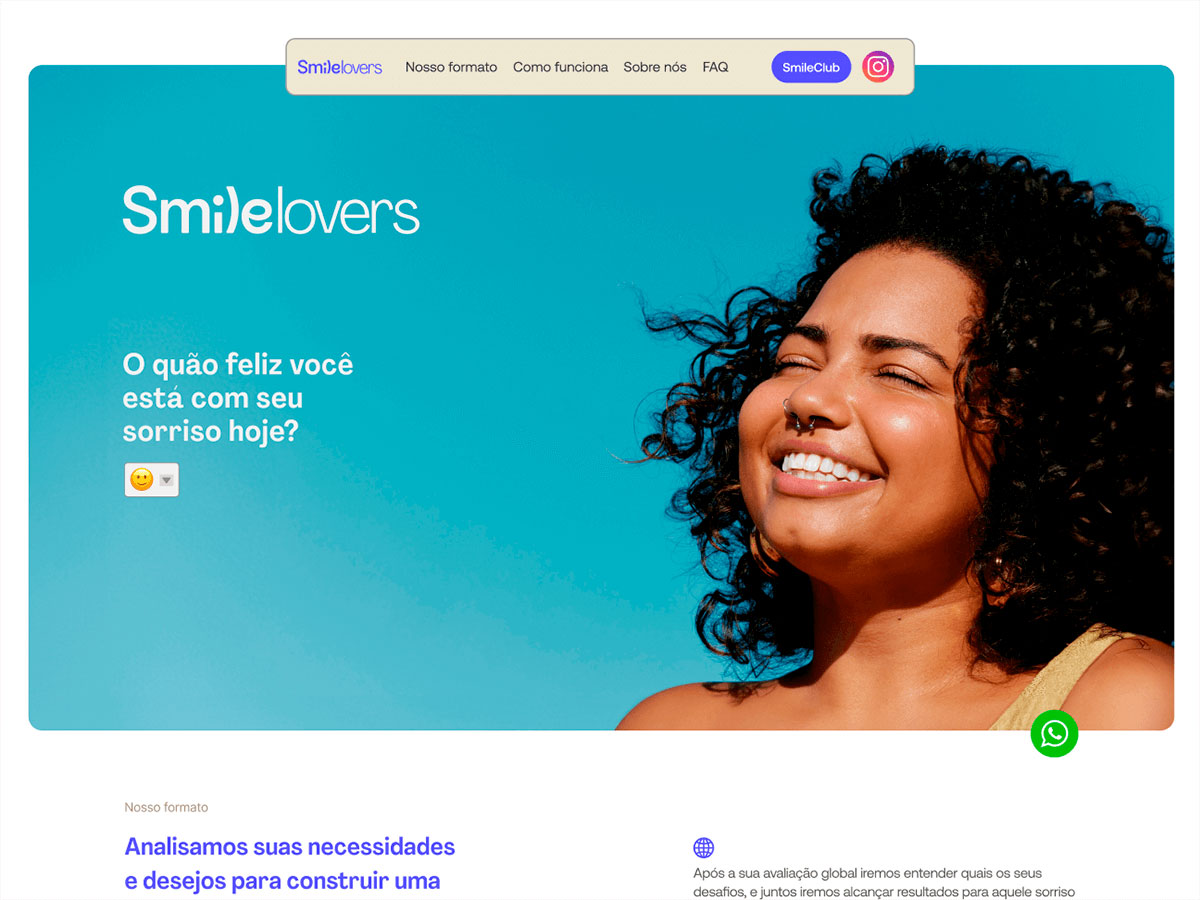 Smilelovers Nosso formato Como funciona Sobre nós FAQ SmileClub
Smilelovers
O quão feliz você
está com seu
sorriso hoje?
Nosso formato
Analisamos suas necessidades
e desejos para construir uma
Após a sua avaliação global iremos entender quais os seus
desafios, e juntos iremos alcançar resultados para aquele sorriso